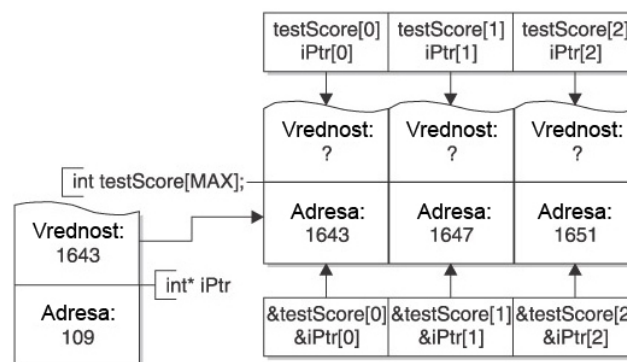 testScore[0] testScore[1] testScore[2]
iPtr[0] iPtr[1] iPtr[2]
Vrednost: Vrednost: Vrednost:
? ? ?
int testScore[MAX];
Adresa: Adresa: Adresa:
1643 1647 1651
Vrednost:
1643
int* iPtr
Adresa:
109
&testScore[0] &testScore[1] &testScore[2
&iPtr[0] &iPtr[1] &iPtr[2]